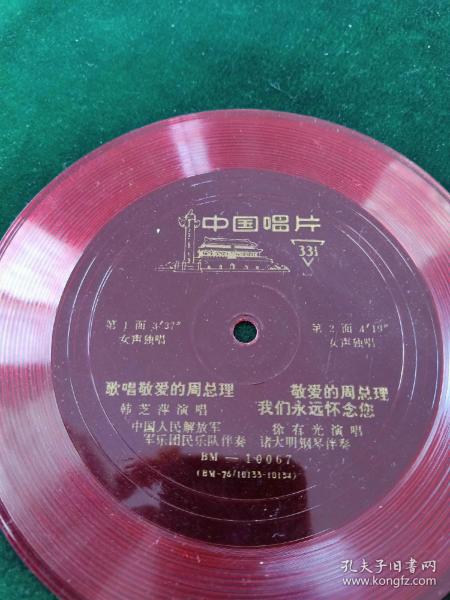 中国唱片
33⅓
第1面 3′37″
女声独唱
第2面 4′19″
女声独唱
歌唱敬爱的周总理
韩芝萍演唱
中国人民解放军
军乐团民乐队伴奏
敬爱的周总理
我们永远怀念您
徐有光演唱
诸大明钢琴伴奏
BM—10067
(BM-76/10133-10134)
孔夫子旧书网
www.kongfz.com